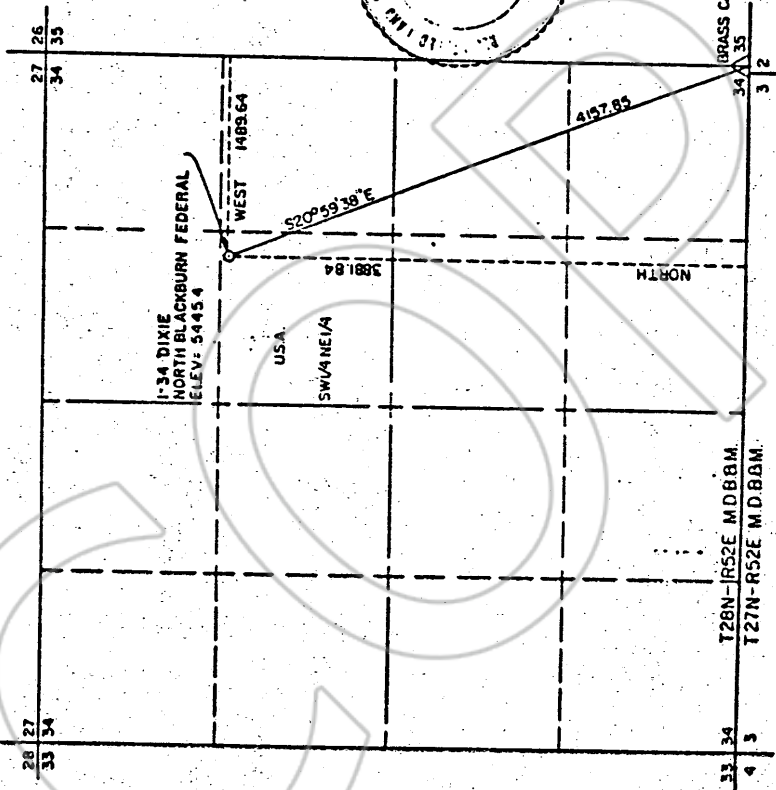 28 27
33 34
27 26
34 35
1-34 DIXIE
NORTH BLACKBURN FEDERAL
ELEV= 5445.4
WEST 1489.64
S20°59'38"E
4157.85
3881.84
NORTH
U.S.A.
SW1/4 NE1/4
BRASS
34 35
3 2
T28N-R52E M.D.B.&M.
T27N-R52E M.D.B.&M.
33 34
4 3
COP
LAND